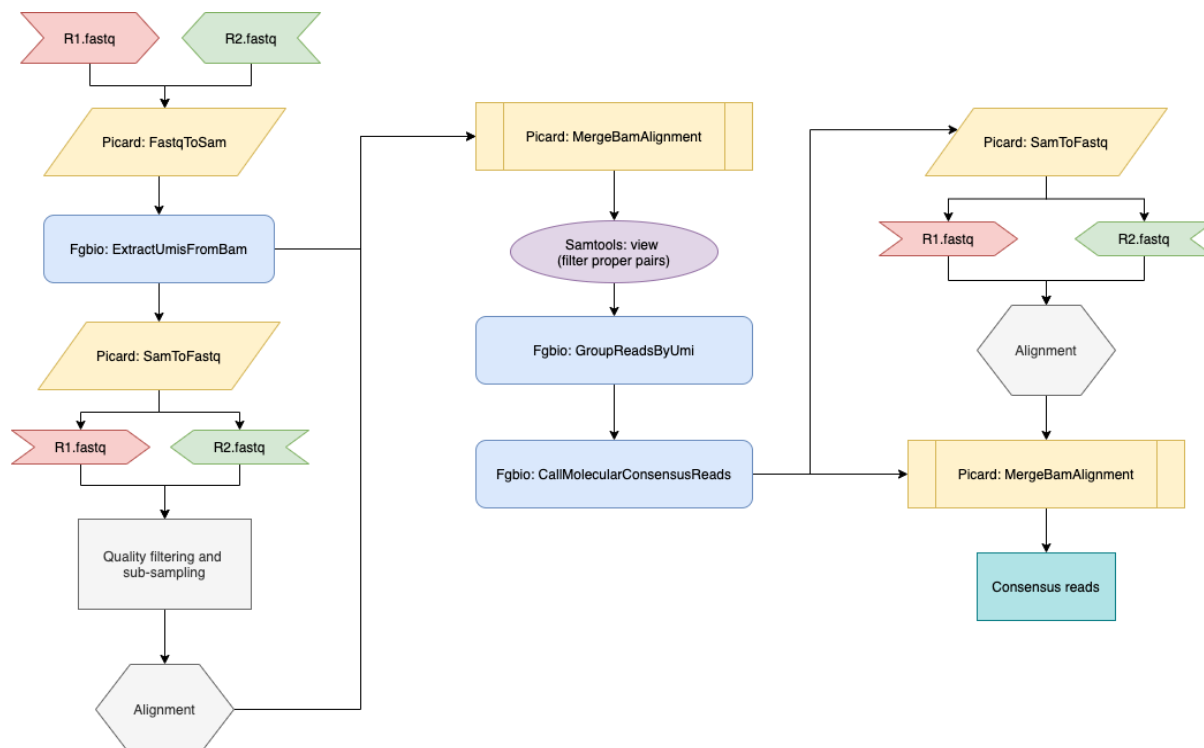 R1.fastq
R2.fastq
Picard: FastqToSam
Fgbio: ExtractUmisFromBam
Picard: SamToFastq
R1.fastq
R2.fastq
Quality filtering and
sub-sampling
Alignment
Picard: MergeBamAlignment
Samtools: view
(filter proper pairs)
Fgbio: GroupReadsByUmi
Fgbio: CallMolecularConsensusReads
Picard: SamToFastq
R1.fastq
R2.fastq
Alignment
Picard: MergeBamAlignment
Consensus reads